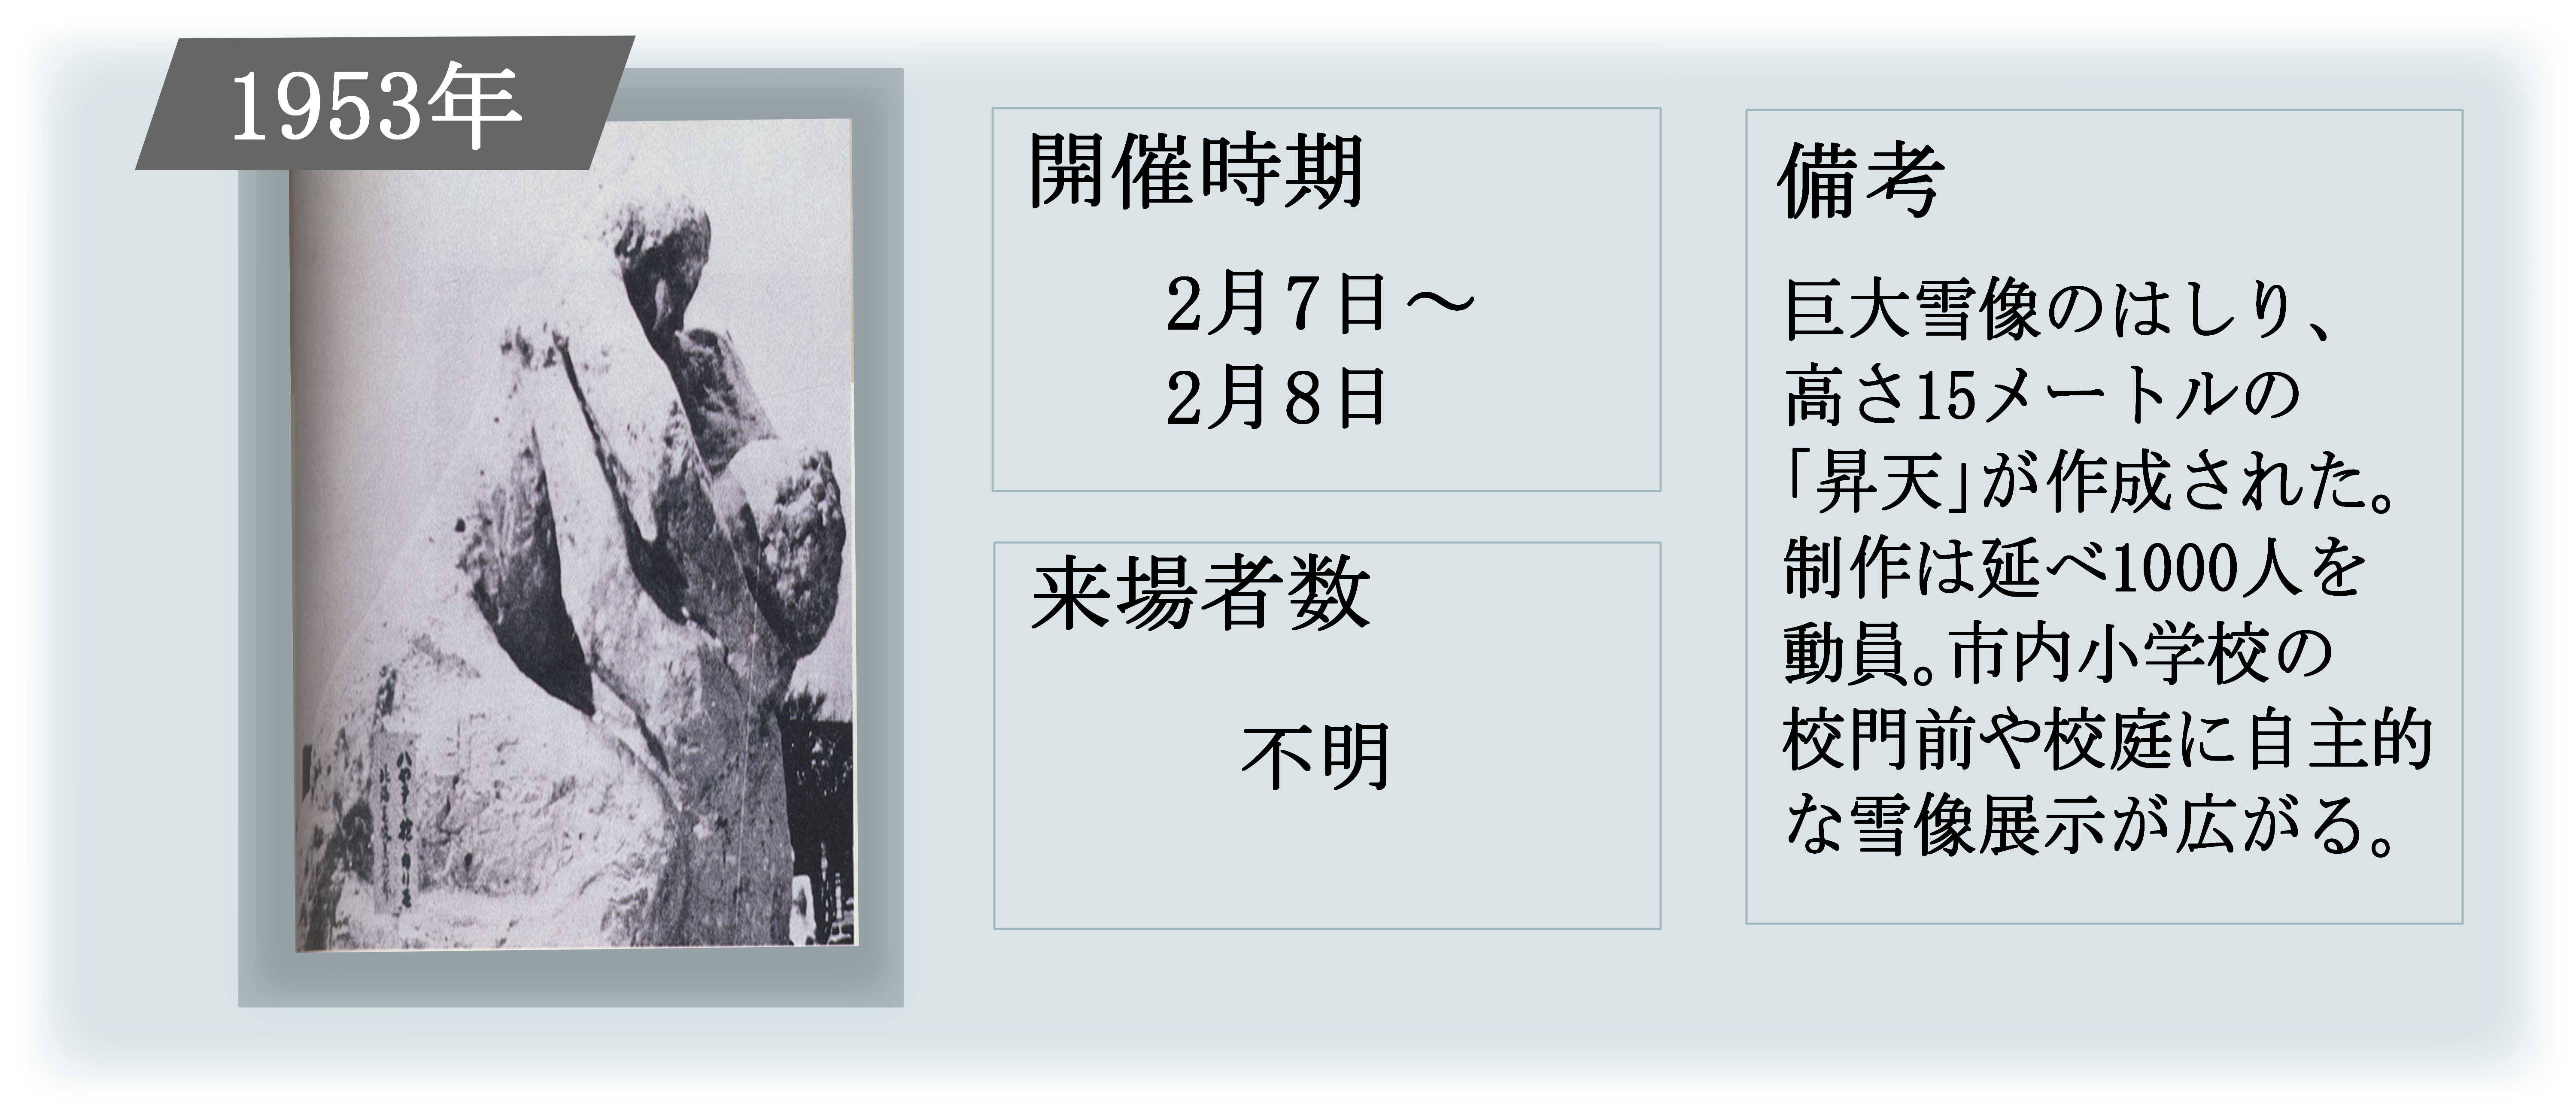 1953年
開催時期
2月7日～
2月8日
来場者数
不明
備考
巨大雪像のはしり、
高さ15メートルの
「昇天」が作成された。
制作は延べ1000人を
動員。市内小学校の
校門前や校庭に自主的
な雪像展示が広がる。